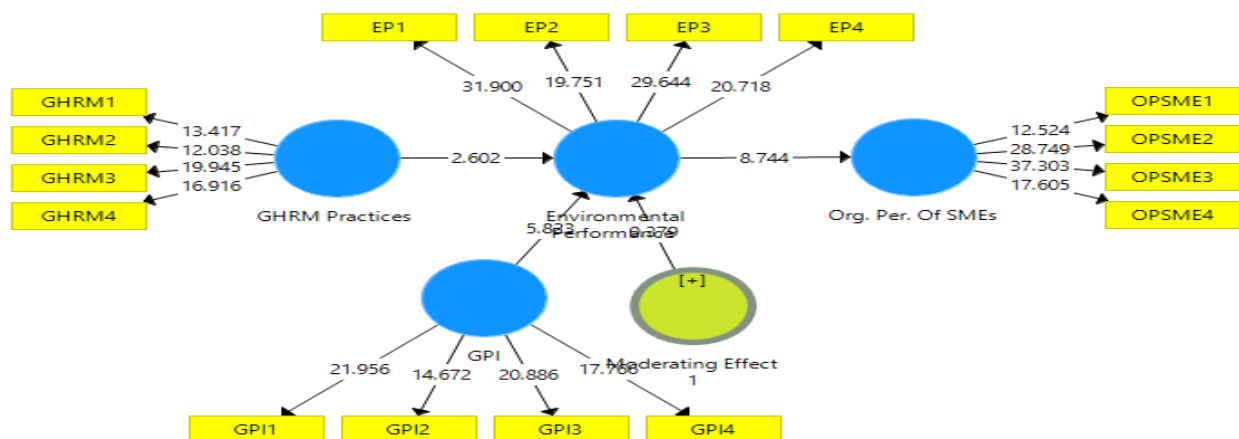 EP1
EP2
EP3
EP4
31.900
19.751
29.644
20.718
GHRM1
GHRM2
GHRM3
GHRM4
13.417
12.038
19.945
16.916
GHRM Practices
2.602
Environmental
Performance
8.744
Org. Per. Of SMEs
12.524
28.749
37.303
17.605
OPSME1
OPSME2
OPSME3
OPSME4
[+]
GPI
Moderating Effect
1
21.956
14.672
20.886
17.766
GPI1
GPI2
GPI3
GPI4